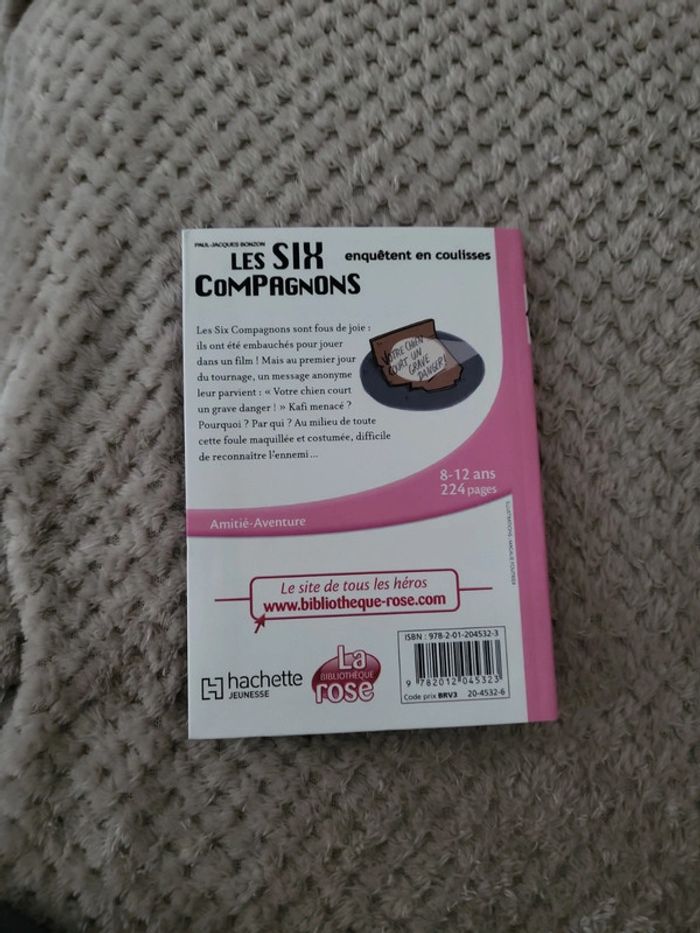 PAUL-JACQUES BONZON
LES SIX
COMPAGNONS
enquêtent en coulisses
Les Six Compagnons sont fous de joie :
ils ont été embauchés pour jouer
dans un film ! Mais au premier jour
du tournage, un message anonyme
leur parvient : « Votre chien court
un grave danger ! » Kafi menacé ?
Pourquoi ? Par qui ? Au milieu de toute
cette foule maquillée et costumée, difficile
de reconnaître l'ennemi...
VOTRE CHIEN
COURT UN
GRAVE
DANGER!
8-12 ans
224 pages
Amitié-Aventure
Le site de tous les héros
www.bibliotheque-rose.com
hachette
JEUNESSE
La
BIBLIOTHÈQUE
rose
ISBN : 978-2-01-204532-3
9 782012 045323
Code prix BRV3 20-4532-6